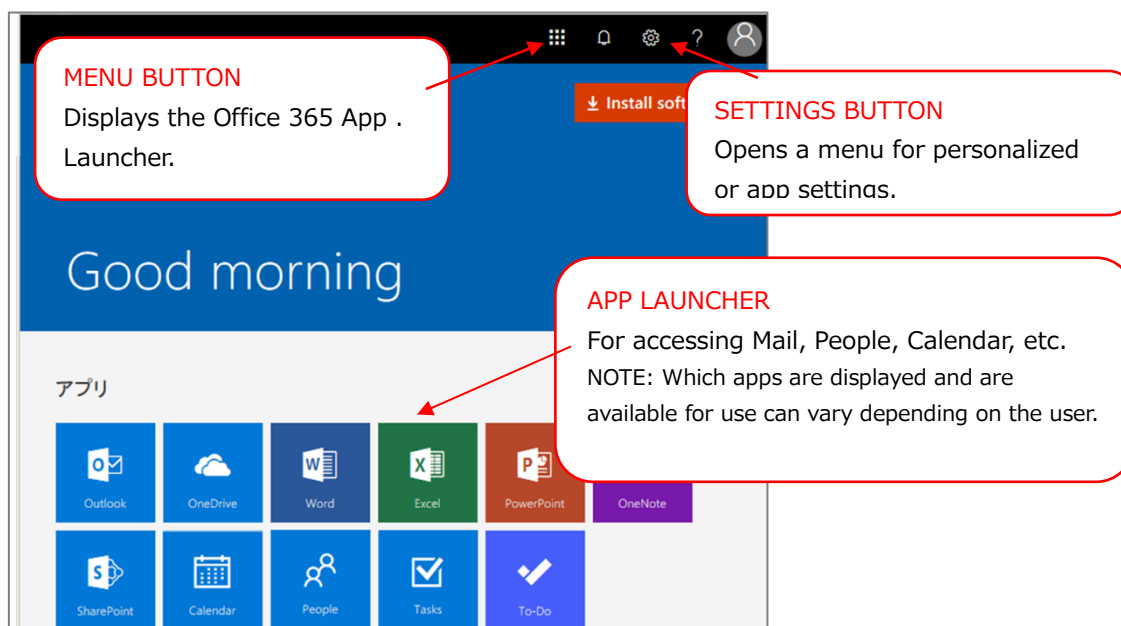 ?
MENU BUTTON
Displays the Office 365 App .
Launcher.
Install soft
SETTINGS BUTTON
Opens a menu for personalized
or app settings.
Good morning
APP LAUNCHER
For accessing Mail, People, Calendar, etc.
NOTE: Which apps are displayed and are
available for use can vary depending on the user.
アプリ
Outlook
OneDrive
Word
Excel
PowerPoint
OneNote
SharePoint
Calendar
People
Tasks
To-Do